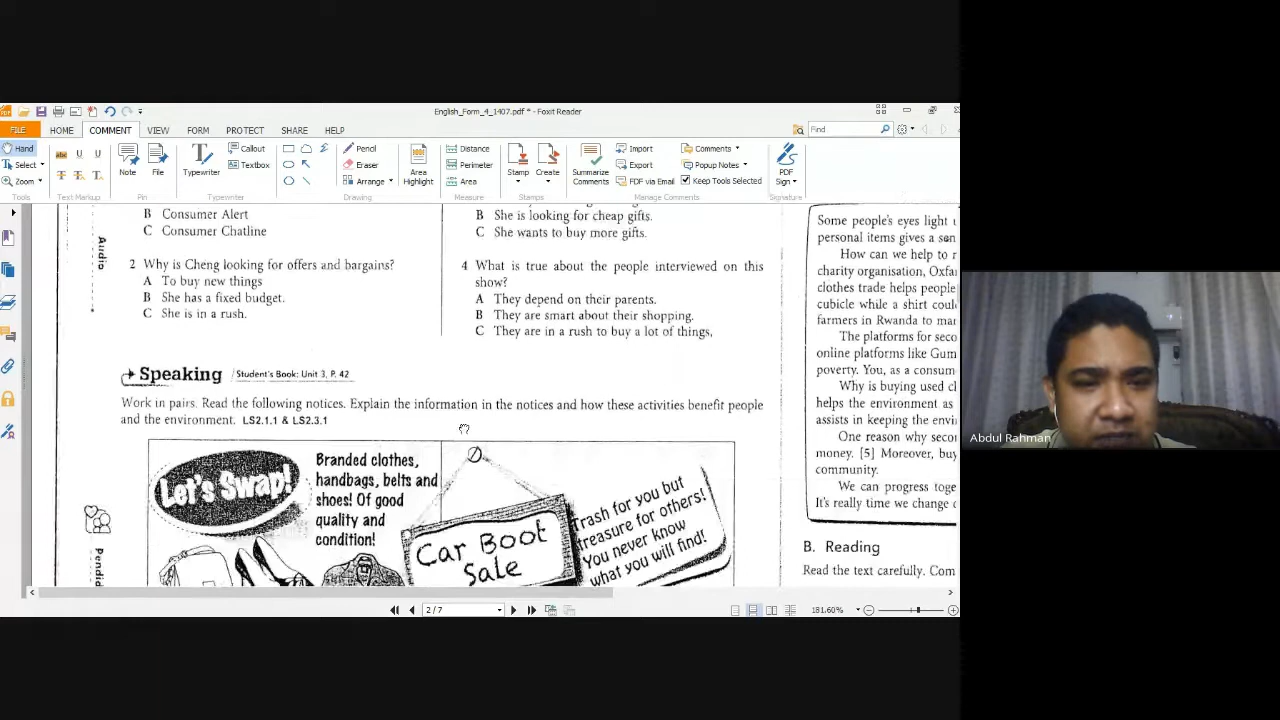 English_Form_4_1407.pdf * - Foxit Reader
FILE HOME COMMENT VIEW FORM PROTECT SHARE HELP
Find
Hand
Select
Zoom
Tools
Text Markup
Note
File
Pin
Typewriter
Callout
Textbox
Typewriter
Pencil
Eraser
Arrange
Drawing
Area Highlight
Distance
Perimeter
Area
Measure
Stamp
Create
Stamps
Summarize Comments
Import
Export
PDF via Email
Comments
Popup Notes
Keep Tools Selected
Manage Comments
PDF Sign
Signature
Audio
B Consumer Alert
C Consumer Chatline
2 Why is Cheng looking for offers and bargains?
A To buy new things
B She has a fixed budget.
C She is in a rush.
B She is looking for cheap gifts.
C She wants to buy more gifts.
4 What is true about the people interviewed on this
show?
A They depend on their parents.
B They are smart about their shopping.
C They are in a rush to buy a lot of things.
Speaking Student's Book: Unit 3, P. 42
Work in pairs. Read the following notices. Explain the information in the notices and how these activities benefit people
and the environment. LS2.1.1 & LS2.3.1
Let's Swap!
Branded clothes,
handbags, belts and
shoes! Of good
quality and
condition!
Car Boot
Sale
Trash for you but
treasure for others!
You never know
what you will find!
Pendid
Some people's eyes light
personal items gives a sen
How can we help to r
charity organisation, Oxfa
clothes trade helps people
cubicle while a shirt coul
farmers in Rwanda to mar
The platforms for seco
online platforms like Gum
poverty. You, as a consum
Why is buying used cl
helps the environment as
assists in keeping the envi
One reason why seco
money. [5] Moreover, buy
community.
We can progress toge
It's really time we change
B. Reading
Read the text carefully. Com
2/7
181.60%
Abdul Rahman